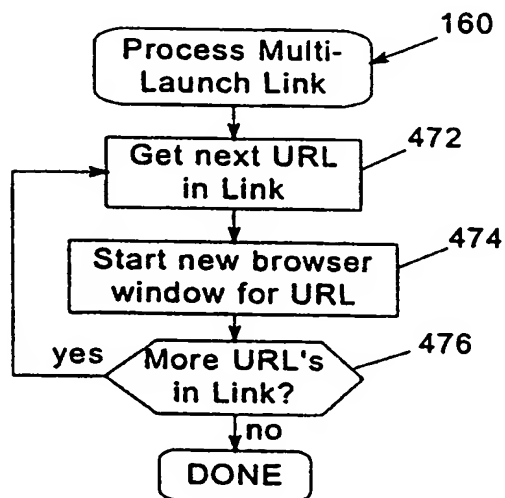 160
Process Multi-
Launch Link
472
Get next URL
in Link
474
Start new browser
window for URL
476
yes
More URL's
in Link?
no
DONE